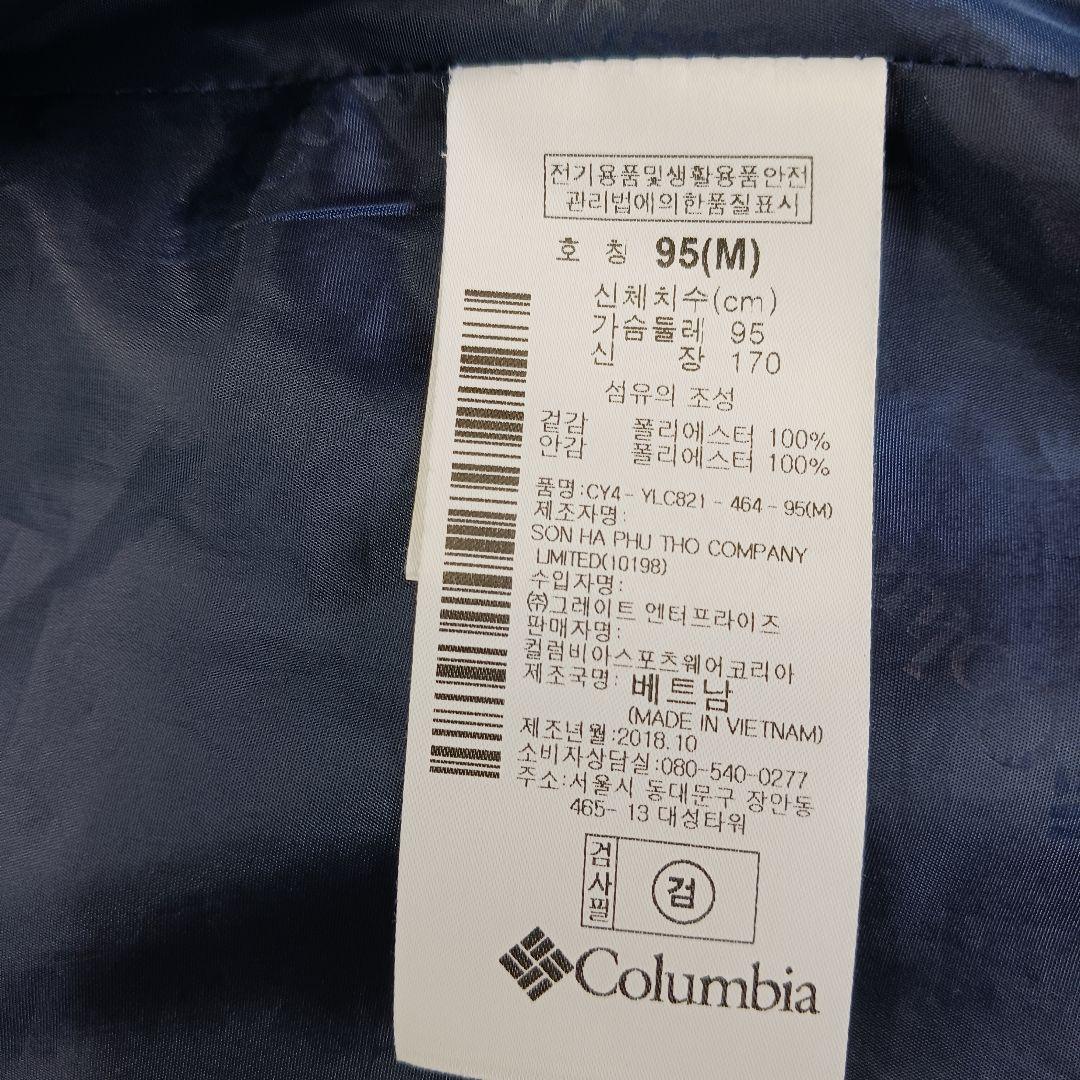 전기용품및생활용품안전
관리법에의한품질표시
호 칭 95(M)
신체치수(cm)
가슴둘레 95
신 장 170
섬유의 조성
겉감 폴리에스터 100%
안감 폴리에스터 100%
품명:CY4- YLC821 - 464 - 95(M)
제조자명:
SON HA PHU THO COMPANY
LIMITED(10198)
수입자명:
㈜그레이트 엔터프라이즈
판매자명:
컬럼비아스포츠웨어코리아
제조국명: 베트남
(MADE IN VIETNAM)
제조년월:2018.10
소비자상담실:080-540-0277
주소:서울시 동대문구 장안동
465- 13 대성타워
검사필 검
Columbia